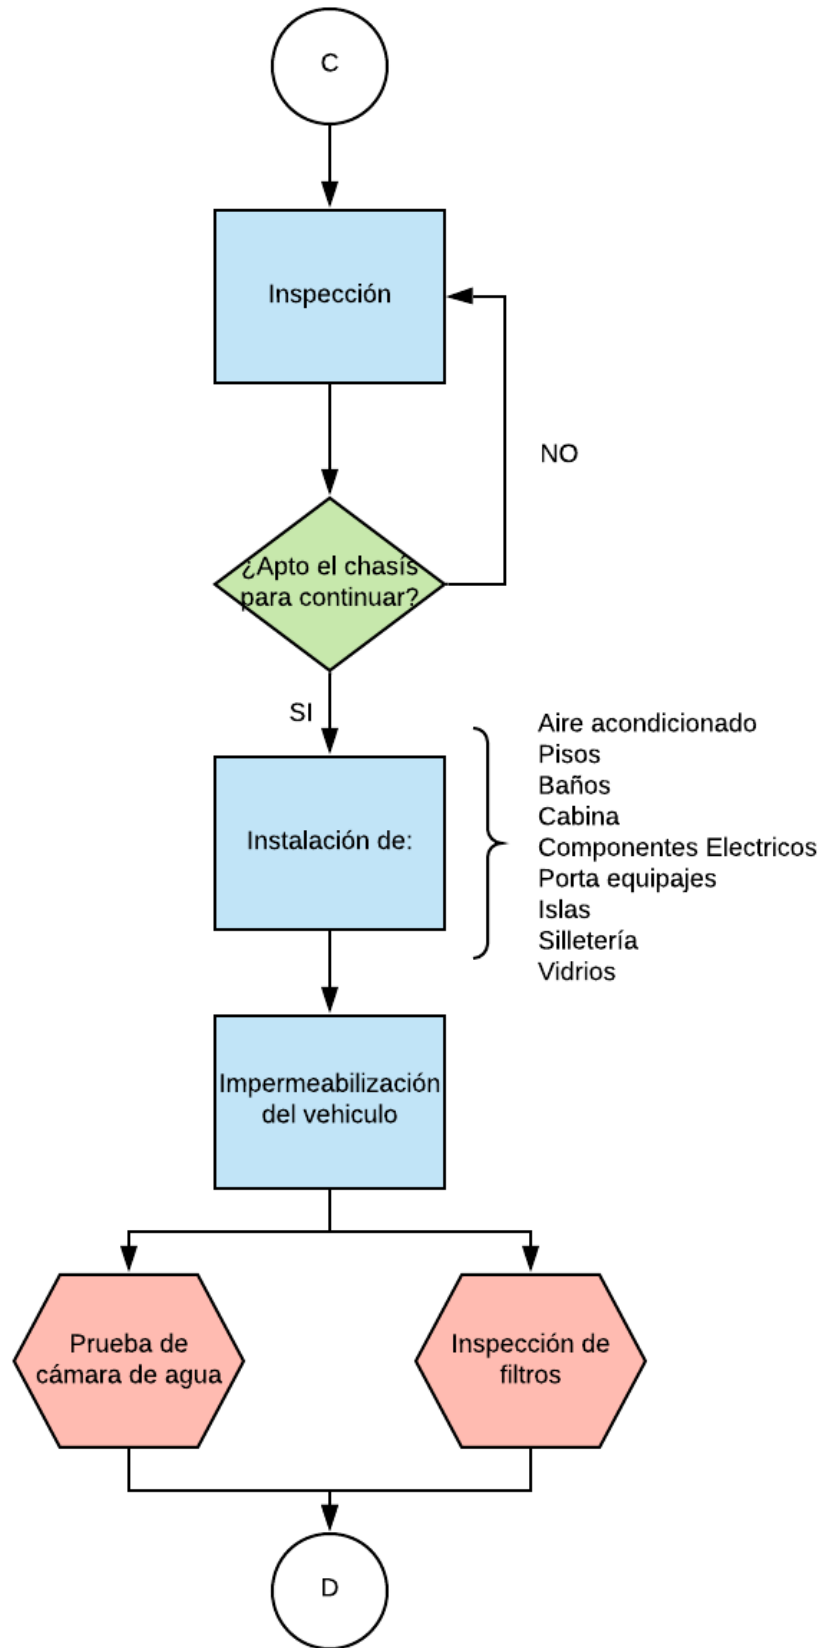 C
Inspección
NO
¿Apto el chasís
para continuar?
SI
Instalación de:
Aire acondicionado
Pisos
Baños
Cabina
Componentes Electricos
Porta equipajes
Islas
Silletería
Vidrios
Impermeabilización
del vehiculo
Prueba de
cámara de agua
Inspección de
filtros
D